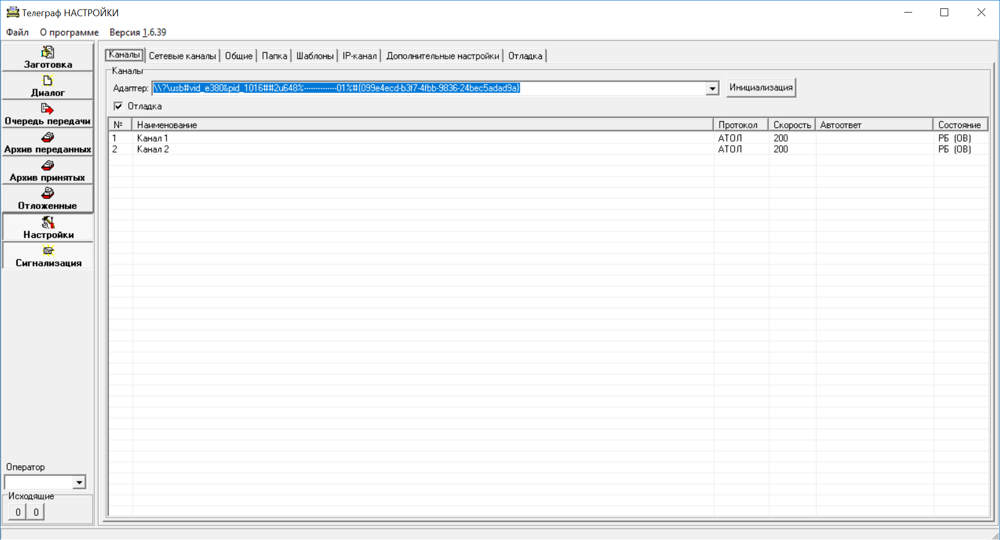 Телеграф НАСТРОЙКИ
Файл О программе Версия 1.6.39
Заготовка
Диалог
Очередь передачи
Архив переданных
Архив принятых
Отложенные
Настройки
Сигнализация
Оператор
Исходящие
0 0
Каналы Сетевые каналы Общие Папка Шаблоны IP-канал Дополнительные настройки Отладка
Каналы
Адаптер: \\?\usb#vid_e380&pid_1016##2u648%-------------01%#{099e4ecd-b3f7-4fbb-9836-24bec5adad9a} Инициализация
Отладка
№ Наименование Протокол Скорость Автоответ Состояние
1 Канал 1 АТОЛ 200 РБ (ОВ)
2 Канал 2 АТОЛ 200 РБ (ОВ)